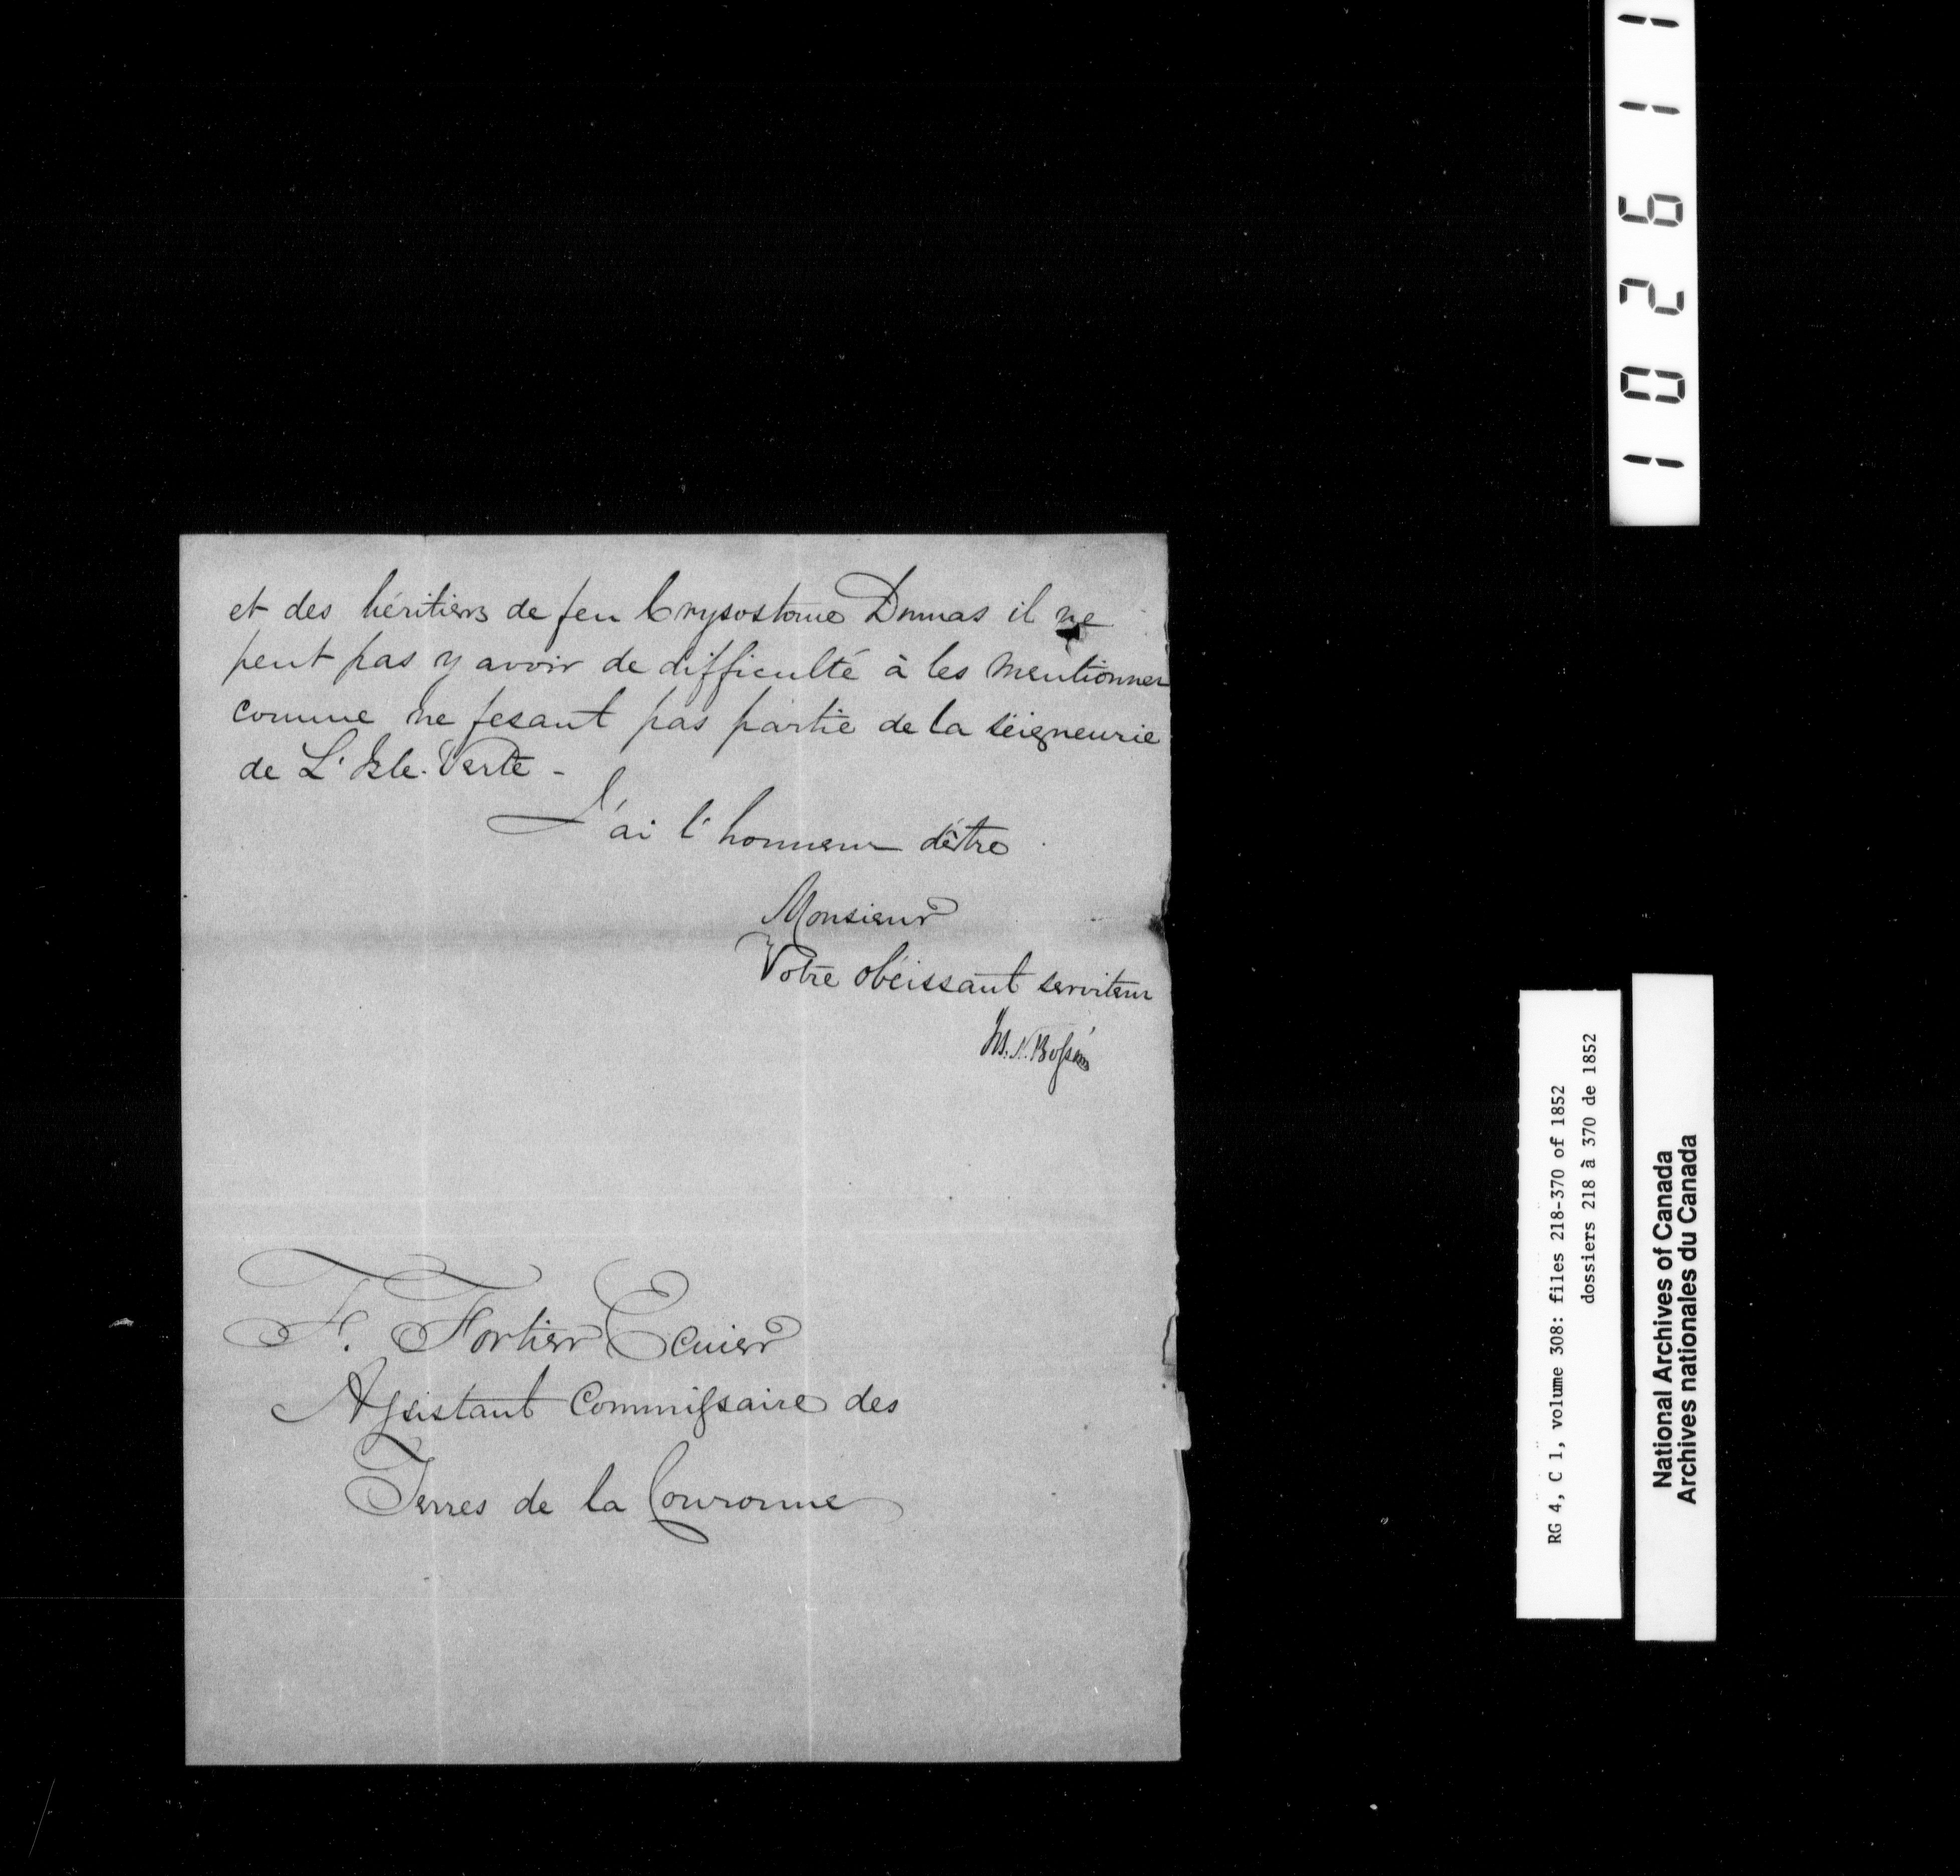 et des héritiers de feu Crysostome Dumas il ne
peut pas y avoir de difficulté à les mentionner
comme ne fesant pas partie de la seigneurie
de L'Isle-Verte -
J'ai l'honneur d'être
Monsieur
Votre obéissant serviteur
F. Fortier Ecuier
Assistant Commissaire des
Terres de la Couronne
102611
RG 4, C 1, volume 308: files 218-370 of 1852
dossiers 218 à 370 de 1852
National Archives of Canada
Archives nationales du Canada